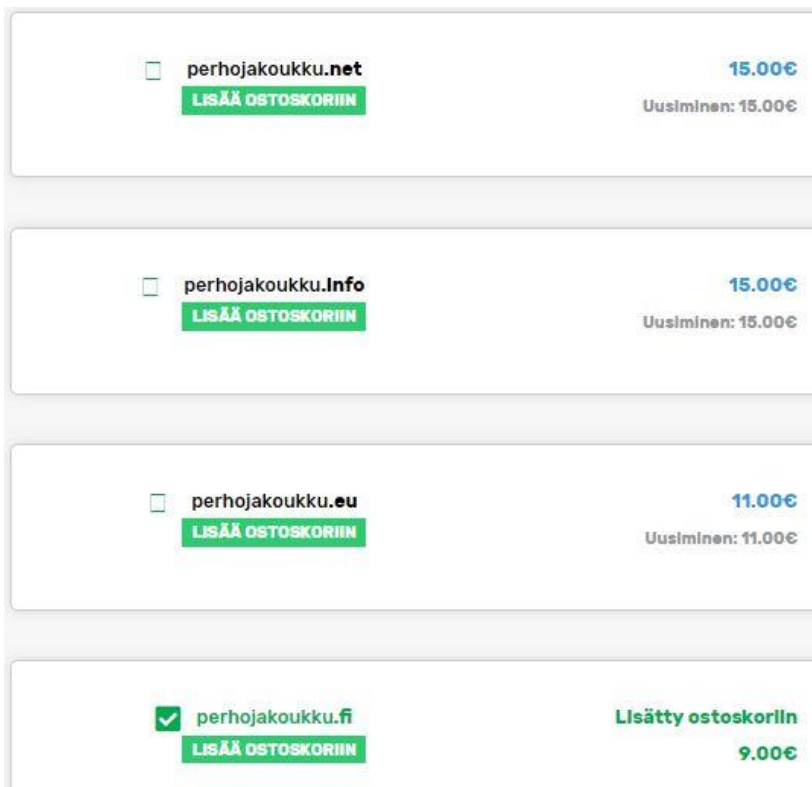 perhojakoukku.net
15.00€
LISÄÄ OSTOSKORIIN
Uusiminen: 15.00€
perhojakoukku.info
15.00€
LISÄÄ OSTOSKORIIN
Uusiminen: 15.00€
perhojakoukku.eu
11.00€
LISÄÄ OSTOSKORIIN
Uusiminen: 11.00€
perhojakoukku.fi
Lisätty ostoskoriin
LISÄÄ OSTOSKORIIN
9.00€